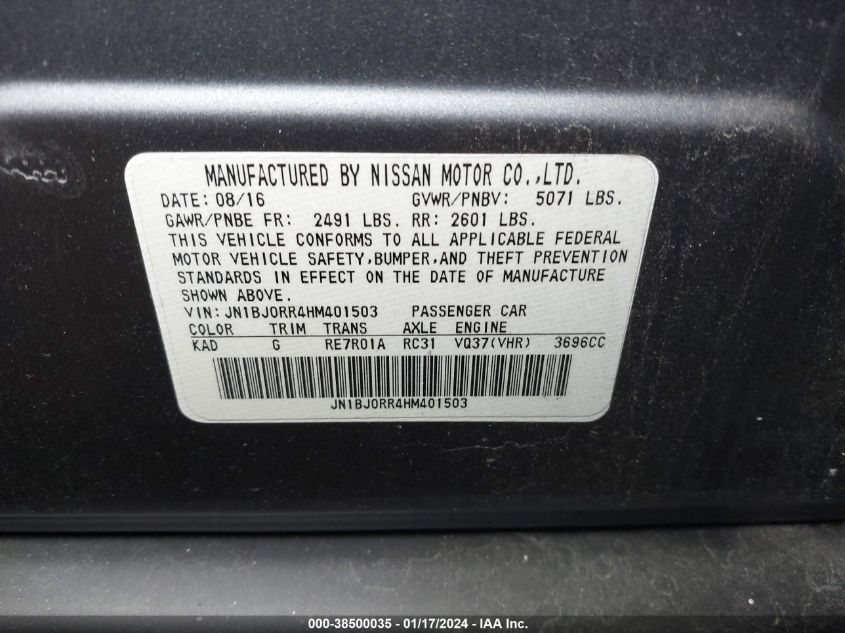 MANUFACTURED BY NISSAN MOTOR CO.,LTD.
DATE: 08/16 GVWR/PNBV: 5071 LBS.
GAWR/PNBE FR: 2491 LBS. RR: 2601 LBS.
THIS VEHICLE CONFORMS TO ALL APPLICABLE FEDERAL
MOTOR VEHICLE SAFETY,BUMPER,AND THEFT PREVENTION
STANDARDS IN EFFECT ON THE DATE OF MANUFACTURE
SHOWN ABOVE.
VIN: JN1BJ0RR4HM401503 PASSENGER CAR
COLOR TRIM TRANS AXLE ENGINE
KAD G RE7R01A RC31 VQ37(VHR) 3696CC
JN1BJ0RR4HM401503
000-38500035 - 01/17/2024 - IAA Inc.